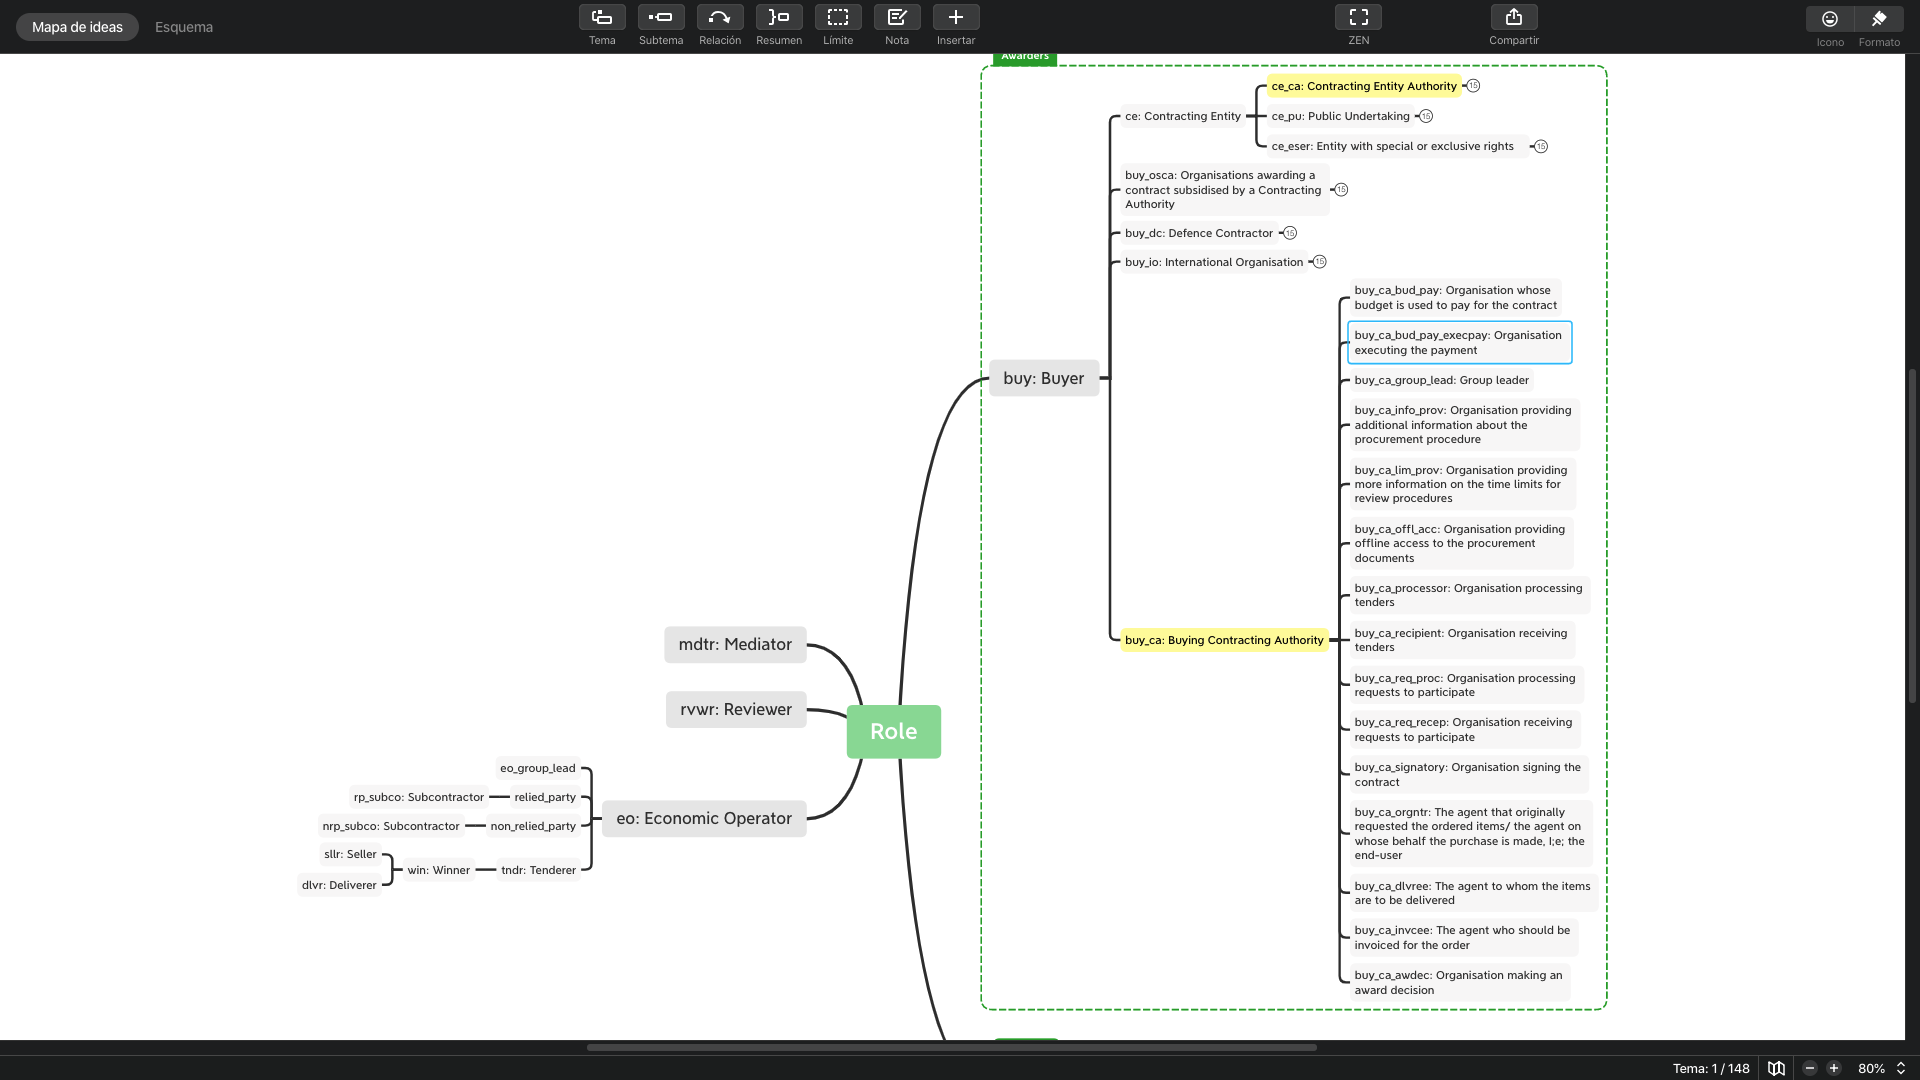 Mapa de ideas
Esquema
Tema
Subtema
Relación
Resumen
Límite
Nota
Insertar
ZEN
Compartir
Icono
Formato
Awarders
ce_ca: Contracting Entity Authority
15
ce: Contracting Entity
ce_pu: Public Undertaking
15
ce_eser: Entity with special or exclusive rights
15
buy_osca: Organisations awarding a
contract subsidised by a Contracting
Authority
15
buy_dc: Defence Contractor
15
buy_io: International Organisation
15
buy: Buyer
buy_ca: Buying Contracting Authority
buy_ca_bud_pay: Organisation whose
budget is used to pay for the contract
buy_ca_bud_pay_execpay: Organisation
executing the payment
buy_ca_group_lead: Group leader
buy_ca_info_prov: Organisation providing
additional information about the
procurement procedure
buy_ca_lim_prov: Organisation providing
more information on the time limits for
review procedures
buy_ca_offl_acc: Organisation providing
offline access to the procurement
documents
buy_ca_processor: Organisation processing
tenders
buy_ca_recipient: Organisation receiving
tenders
buy_ca_req_proc: Organisation processing
requests to participate
buy_ca_req_recep: Organisation receiving
requests to participate
buy_ca_signatory: Organisation signing the
contract
buy_ca_orgntr: The agent that originally
requested the ordered items/ the agent on
whose behalf the purchase is made, I;e; the
end-user
buy_ca_dlvree: The agent to whom the items
are to be delivered
buy_ca_invcee: The agent who should be
invoiced for the order
buy_ca_awdec: Organisation making an
award decision
mdtr: Mediator
rvwr: Reviewer
Role
eo: Economic Operator
eo_group_lead
rp_subco: Subcontractor
relied_party
nrp_subco: Subcontractor
non_relied_party
sllr: Seller
win: Winner
tndr: Tenderer
dlvr: Deliverer
Tema: 1 / 148
80%